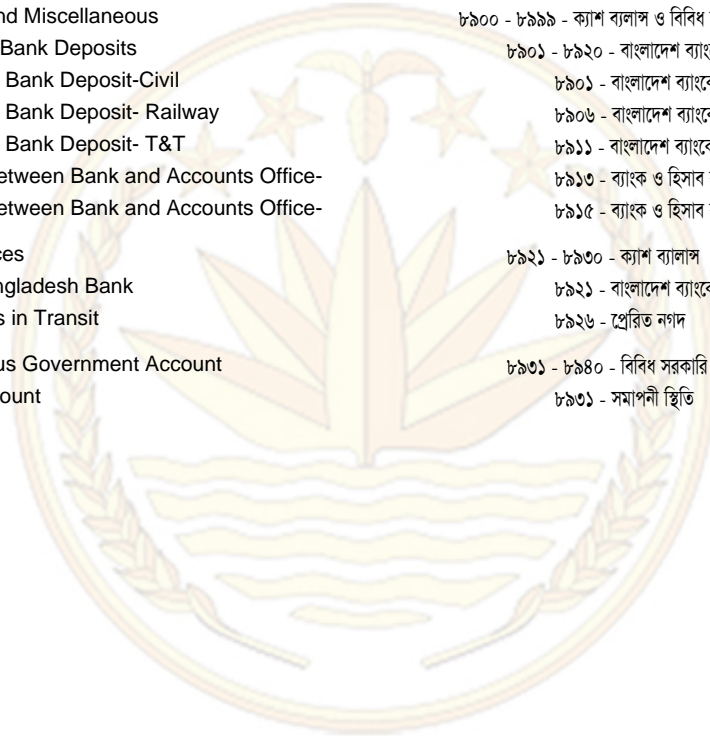 nd Miscellaneous ৮৯০০ - ৮৯৯৯ - ক্যাশ ব্যলান্স ও বিবিধ
Bank Deposits ৮৯০১ - ৮৯২০ - বাংলাদেশ ব্যাং
Bank Deposit-Civil ৮৯০১ - বাংলাদেশ ব্যাংকে
Bank Deposit- Railway ৮৯০৬ - বাংলাদেশ ব্যাংকে
Bank Deposit- T&T ৮৯১১ - বাংলাদেশ ব্যাংকে
etween Bank and Accounts Office- ৮৯১৩ - ব্যাংক ও হিসাব
etween Bank and Accounts Office- ৮৯১৫ - ব্যাংক ও হিসাব
ces ৮৯২১ - ৮৯৩০ - ক্যাশ ব্যালান্স
ngladesh Bank ৮৯২১ - বাংলাদেশ ব্যাংকে
s in Transit ৮৯২৬ - প্রেরিত নগদ
us Government Account ৮৯৩১ - ৮৯৪০ - বিবিধ সরকারি
ount ৮৯৩১ - সমাপনী স্থিতি